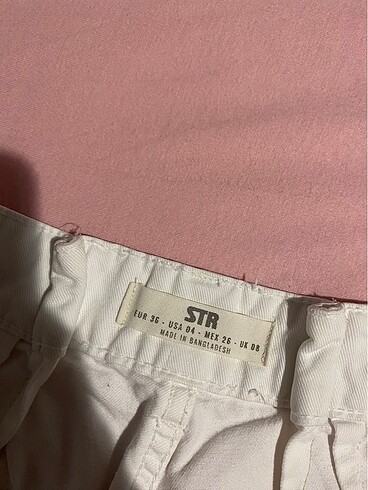 STR
EUR 36 - USA 04 - MEX 26 - UK 08
MADE IN BANGLADESH